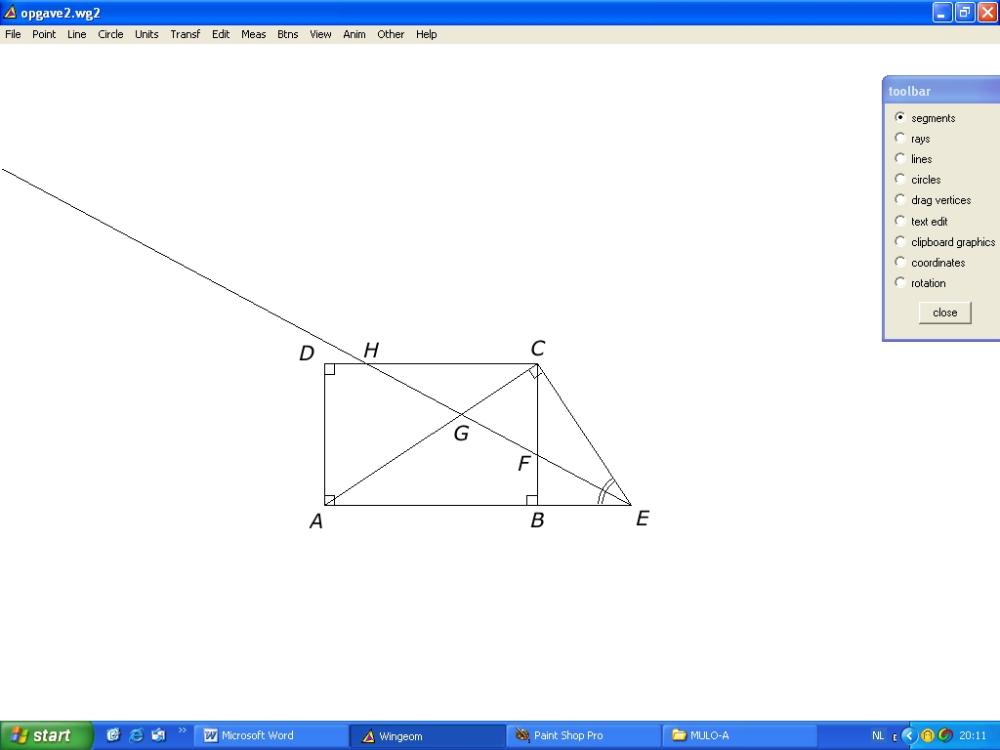 opgave2.wg2
File Point Line Circle Units Transf Edit Meas Btns View Anim Other Help
toolbar
segments
rays
lines
circles
drag vertices
text edit
clipboard graphics
coordinates
rotation
close
D H C
G
F
A B E
start Microsoft Word Wingeom Paint Shop Pro MULO-A NL 20:11